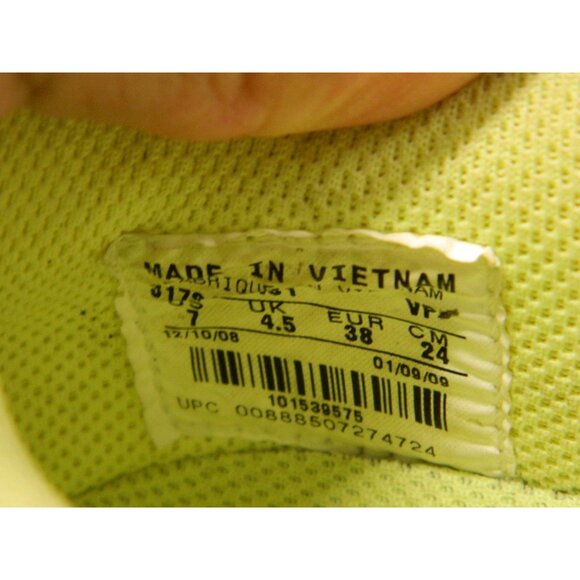 MADE IN VIETNAM
UK EUR CM
7 4.5 38 24
12/10/08 01/09/09
101539575
UPC 00888507274724